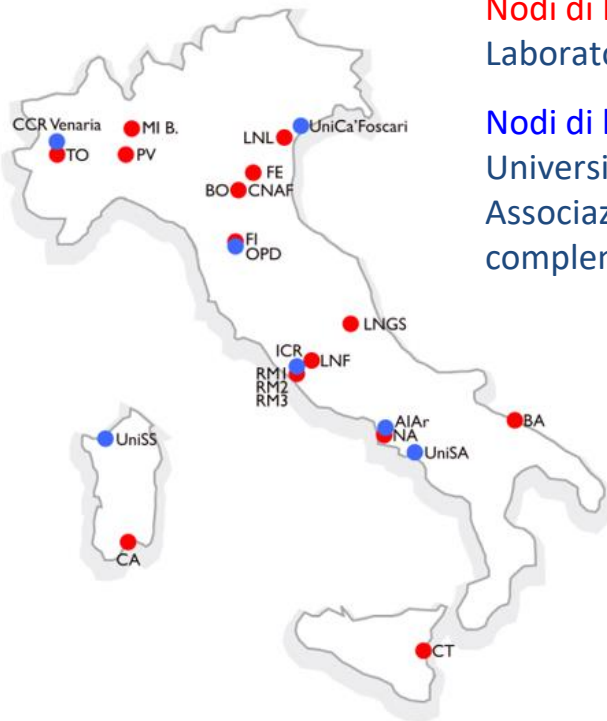 Nodi di
Laborato
Nodi di
Universi
Associaz
complem
CCR Venaria
MI B.
TO
PV
LNL
UniCa'Foscari
FE
BO CNAF
FI
OPD
LNGS
ICR
LNF
RM1
RM2
RM3
AIAr
NA
UniSA
BA
UniSS
CA
CT